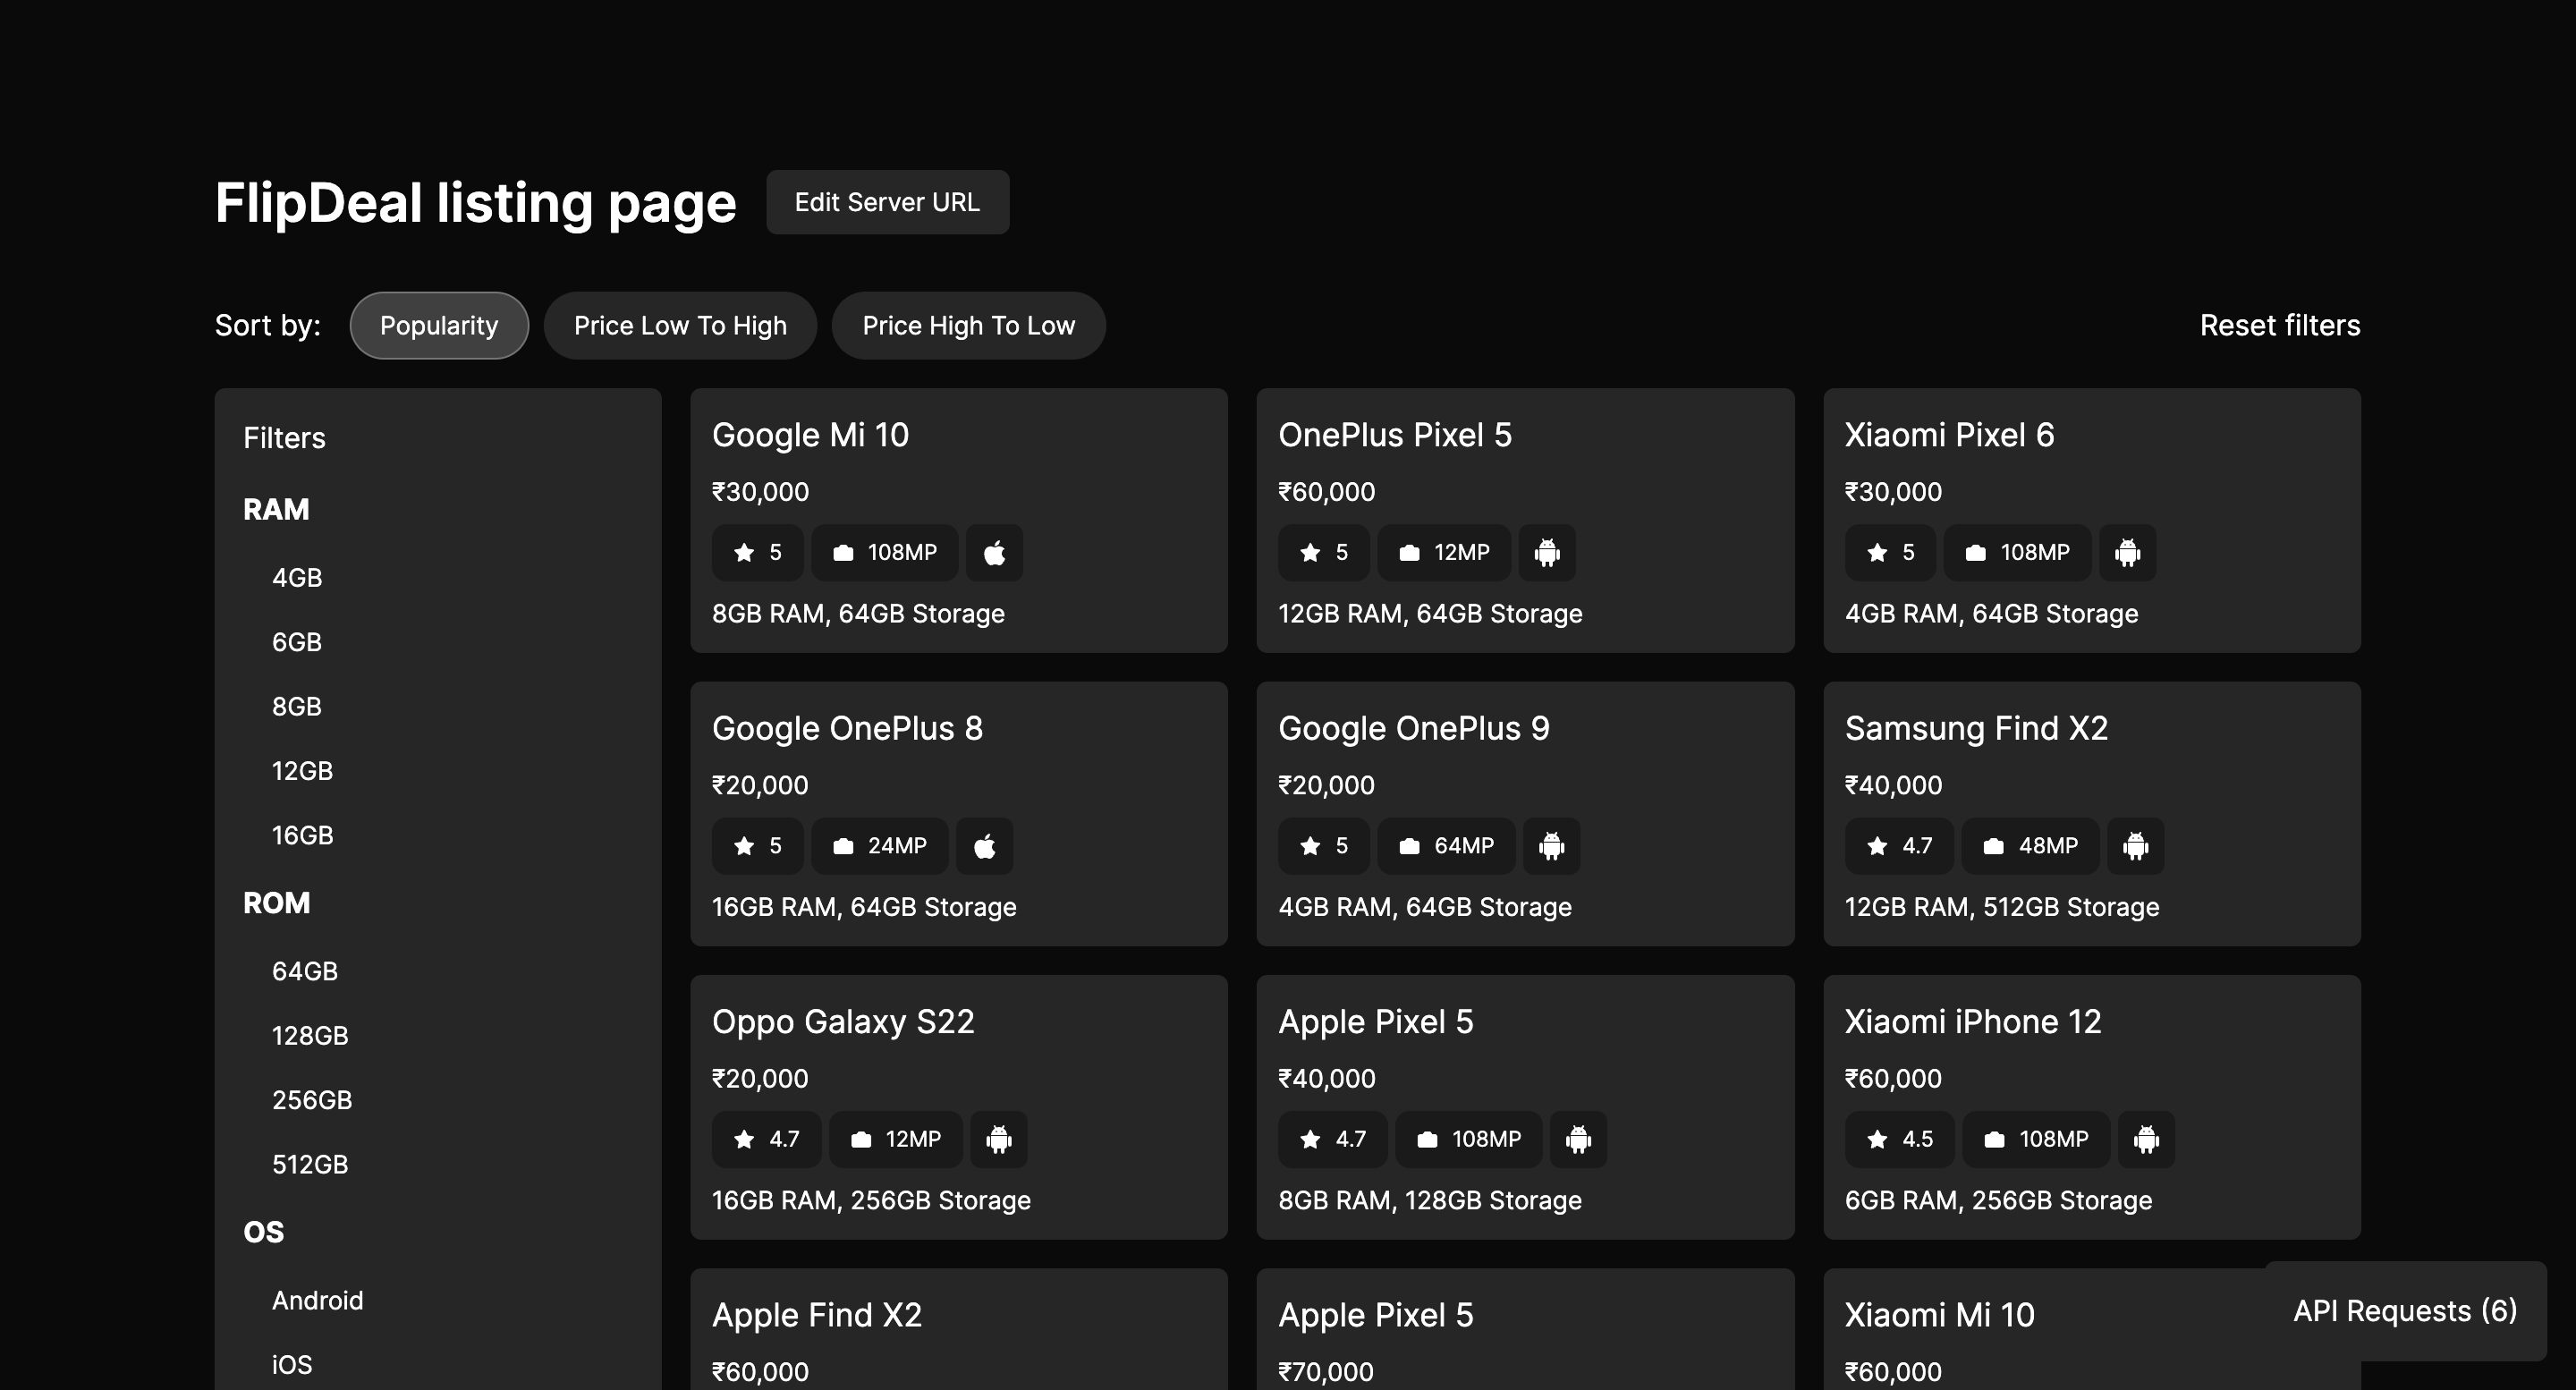 FlipDeal listing page
Edit Server URL
Sort by:
Popularity
Price Low To High
Price High To Low
Reset filters
Filters
RAM
4GB
6GB
8GB
12GB
16GB
ROM
64GB
128GB
256GB
512GB
OS
Android
iOS
Google Mi 10
₹30,000
5
108MP
8GB RAM, 64GB Storage
OnePlus Pixel 5
₹60,000
5
12MP
12GB RAM, 64GB Storage
Xiaomi Pixel 6
₹30,000
5
108MP
4GB RAM, 64GB Storage
Google OnePlus 8
₹20,000
5
24MP
16GB RAM, 64GB Storage
Google OnePlus 9
₹20,000
5
64MP
4GB RAM, 64GB Storage
Samsung Find X2
₹40,000
4.7
48MP
12GB RAM, 512GB Storage
Oppo Galaxy S22
₹20,000
4.7
12MP
16GB RAM, 256GB Storage
Apple Pixel 5
₹40,000
4.7
108MP
8GB RAM, 128GB Storage
Xiaomi iPhone 12
₹60,000
4.5
108MP
6GB RAM, 256GB Storage
Apple Find X2
₹60,000
Apple Pixel 5
₹70,000
Xiaomi Mi 10
₹60,000
API Requests (6)